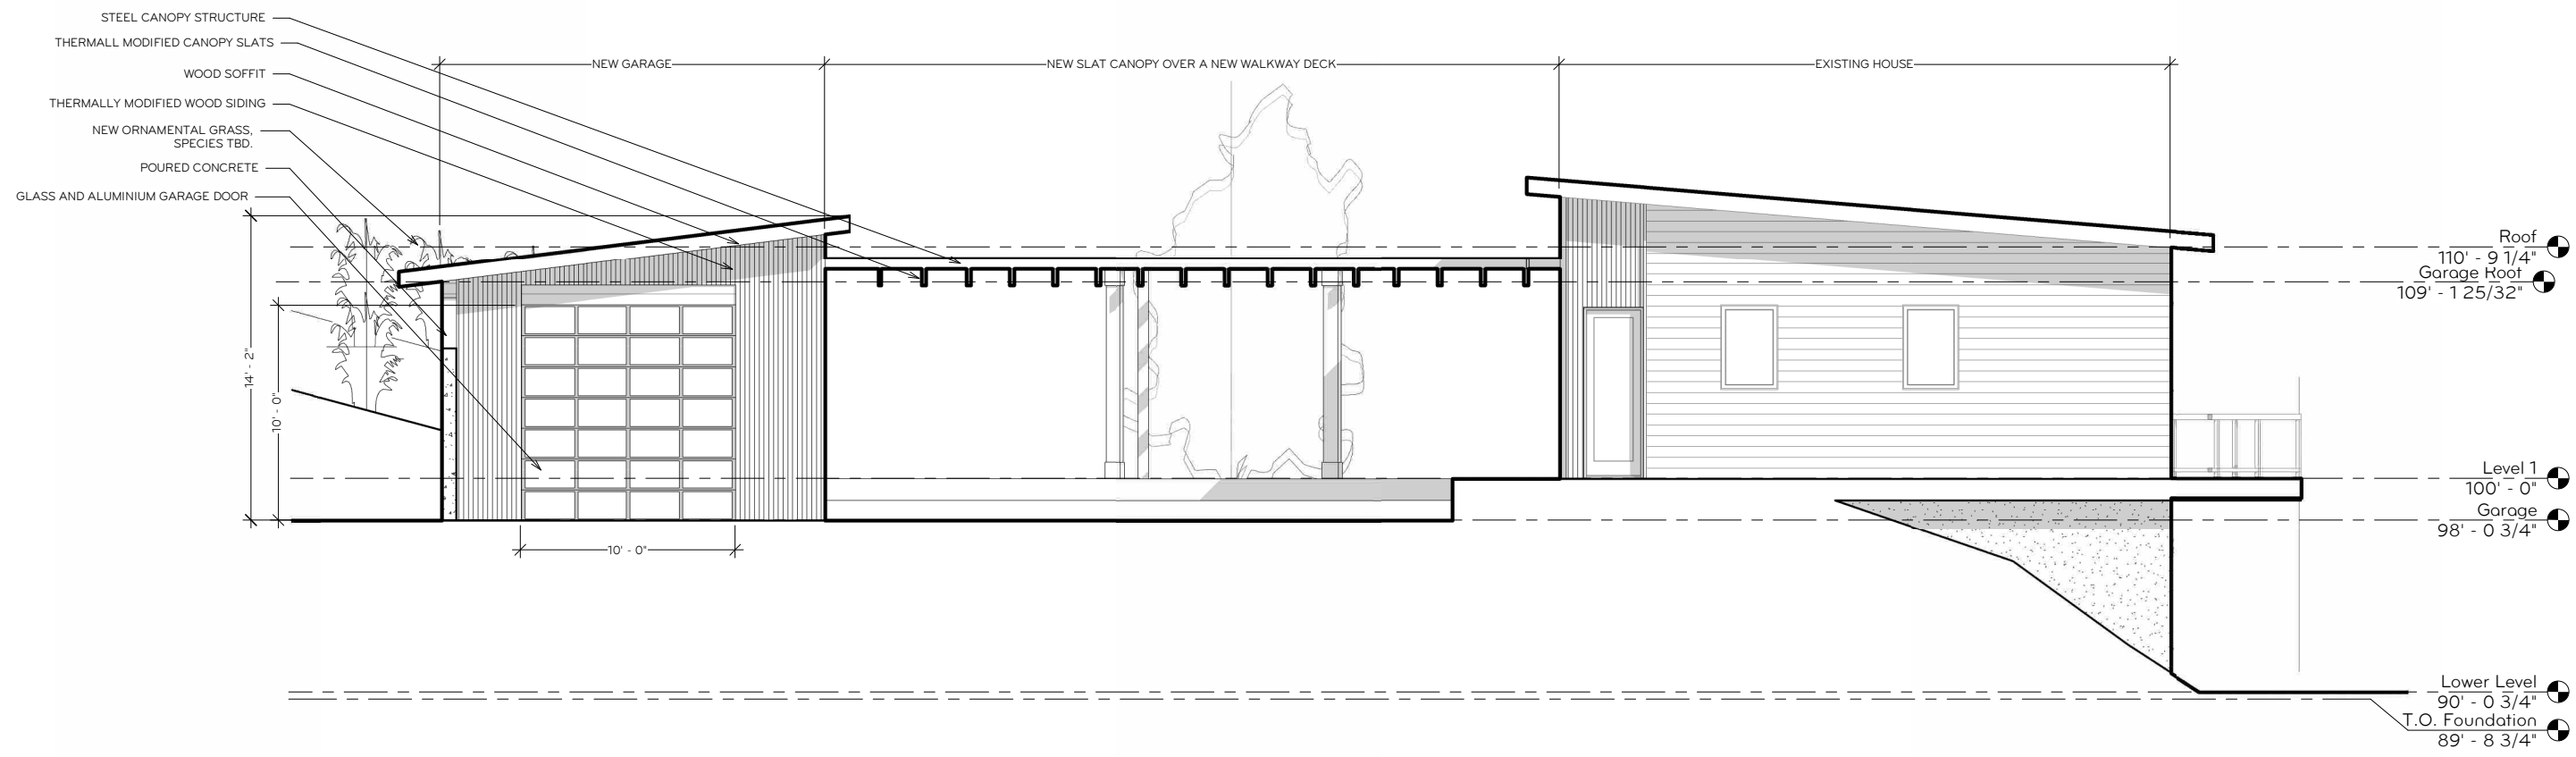 STEEL CANOPY STRUCTURE
THERMALL MODIFIED CANOPY SLATS
WOOD SOFFIT
THERMALLY MODIFIED WOOD SIDING
NEW ORNAMENTAL GRASS,
SPECIES TBD.
POURED CONCRETE
GLASS AND ALUMINIUM GARAGE DOOR
NEW GARAGE
NEW SLAT CANOPY OVER A NEW WALKWAY DECK
EXISTING HOUSE
14' - 2"
10' - 0"
10' - 0"
Roof
110' - 9 1/4"
Garage Roof
109' - 1 25/32"
Level 1
100' - 0"
Garage
98' - 0 3/4"
Lower Level
90' - 0 3/4"
T.O. Foundation
89' - 8 3/4"